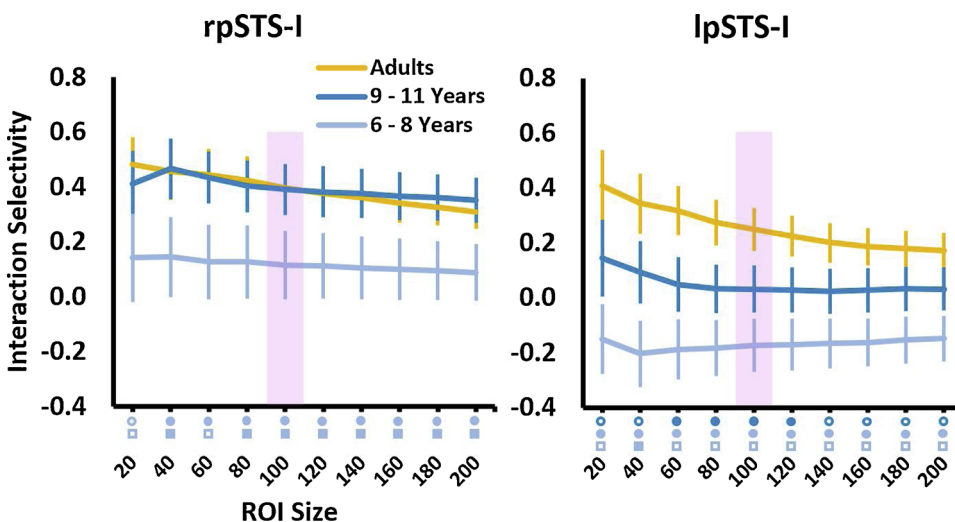 rpSTS-I
lpSTS-I
Adults
9 - 11 Years
6 - 8 Years
Interaction Selectivity
0.8
0.6
0.4
0.2
0.0
-0.2
-0.4
20 40 60 80 100 120 140 160 180 200
ROI Size
0.8
0.6
0.4
0.2
0.0
-0.2
-0.4
20 40 60 80 100 120 140 160 180 200